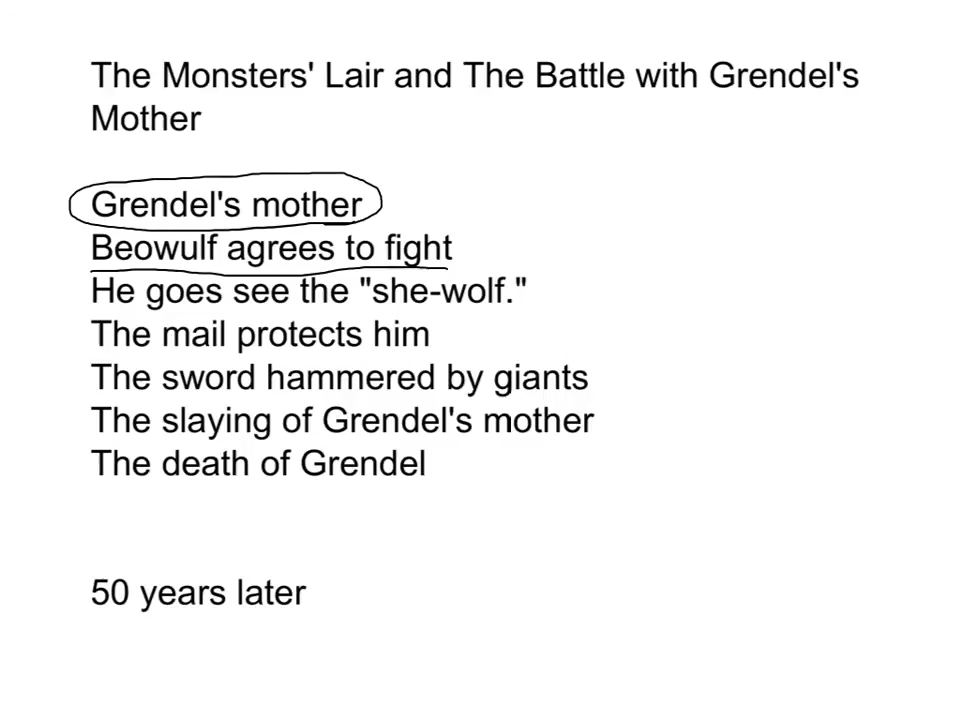 The Monsters' Lair and The Battle with Grendel's
Mother
Grendel's mother
Beowulf agrees to fight
He goes see the "she-wolf."
The mail protects him
The sword hammered by giants
The slaying of Grendel's mother
The death of Grendel
50 years later